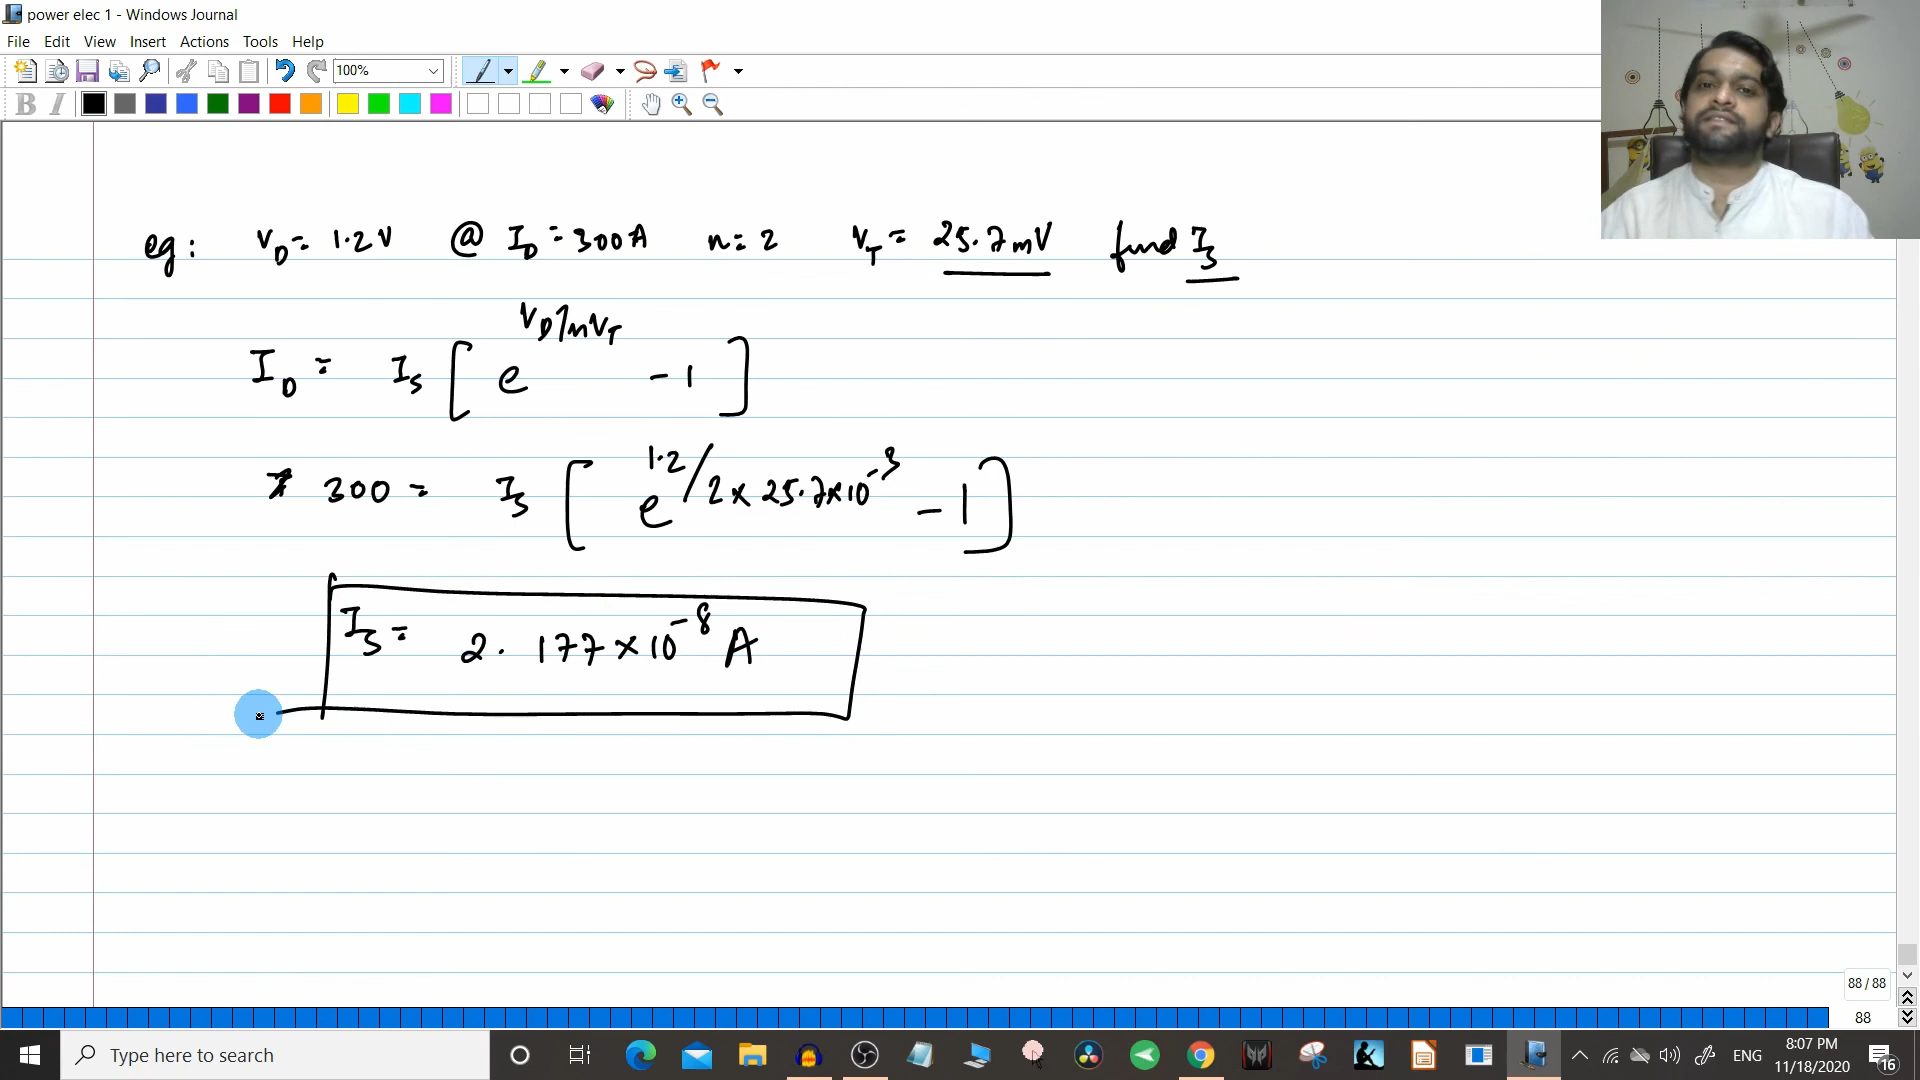 power elec 1 - Windows Journal
File Edit View Insert Actions Tools Help
100%
B I
eg: V_D = 1.2V @ I_D = 300A n = 2 V_T = 25.7mV find I_S
I_D = I_S [ e^{V_D/nV_T} - 1 ]
300 = I_S [ e^{1.2/2×25.7×10^{-3}} - 1 ]
I_S = 2.177×10^{-8} A
88 / 88
88
Type here to search
ENG
8:07 PM
11/18/2020
16